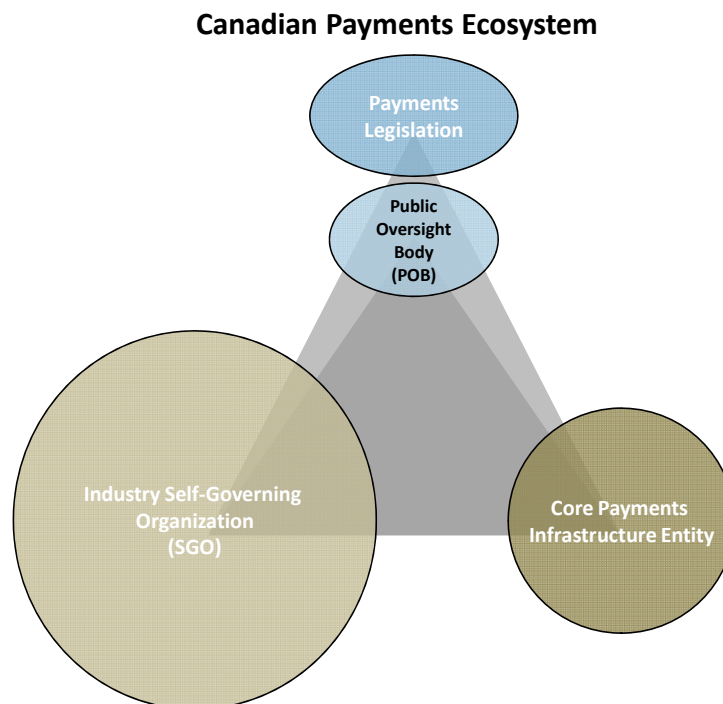 Canadian Payments Ecosystem
Payments
Legislation
Public
Oversight
Body
(POB)
Industry Self-Governing
Organization
(SGO)
Core Payments
Infrastructure Entity